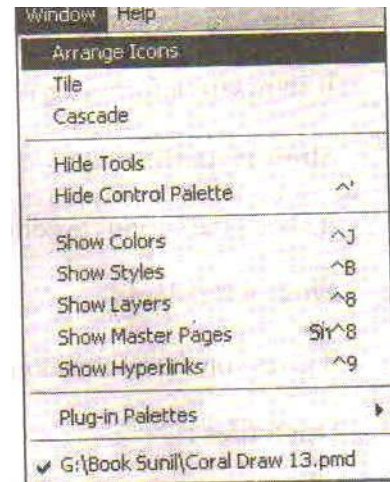 Window Help
Arrange Icons
Tile
Cascade
Hide Tools
Hide Control Palette ^'
Show Colors ^J
Show Styles ^B
Show Layers ^8
Show Master Pages Sh^8
Show Hyperlinks ^9
Plug-in Palettes
G:\Book Sunil\Coral Draw 13.pmd